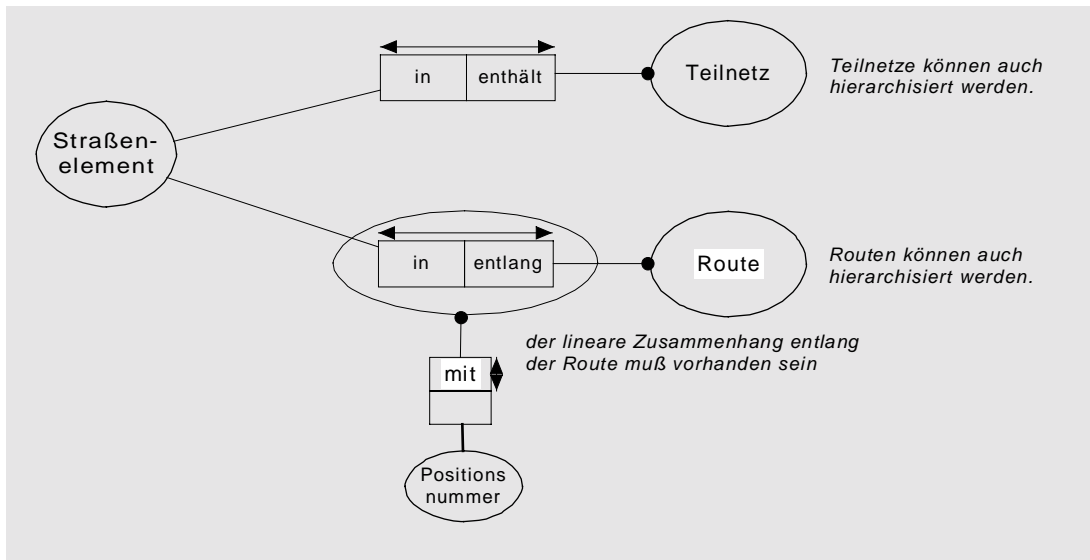 in enthält
Teilnetz
Teilnetze können auch
hierarchisiert werden.
Straßen-
element
in entlang
Route
Routen können auch
hierarchisiert werden.
der lineare Zusammenhang entlang
der Route muß vorhanden sein
mit
Positions
nummer